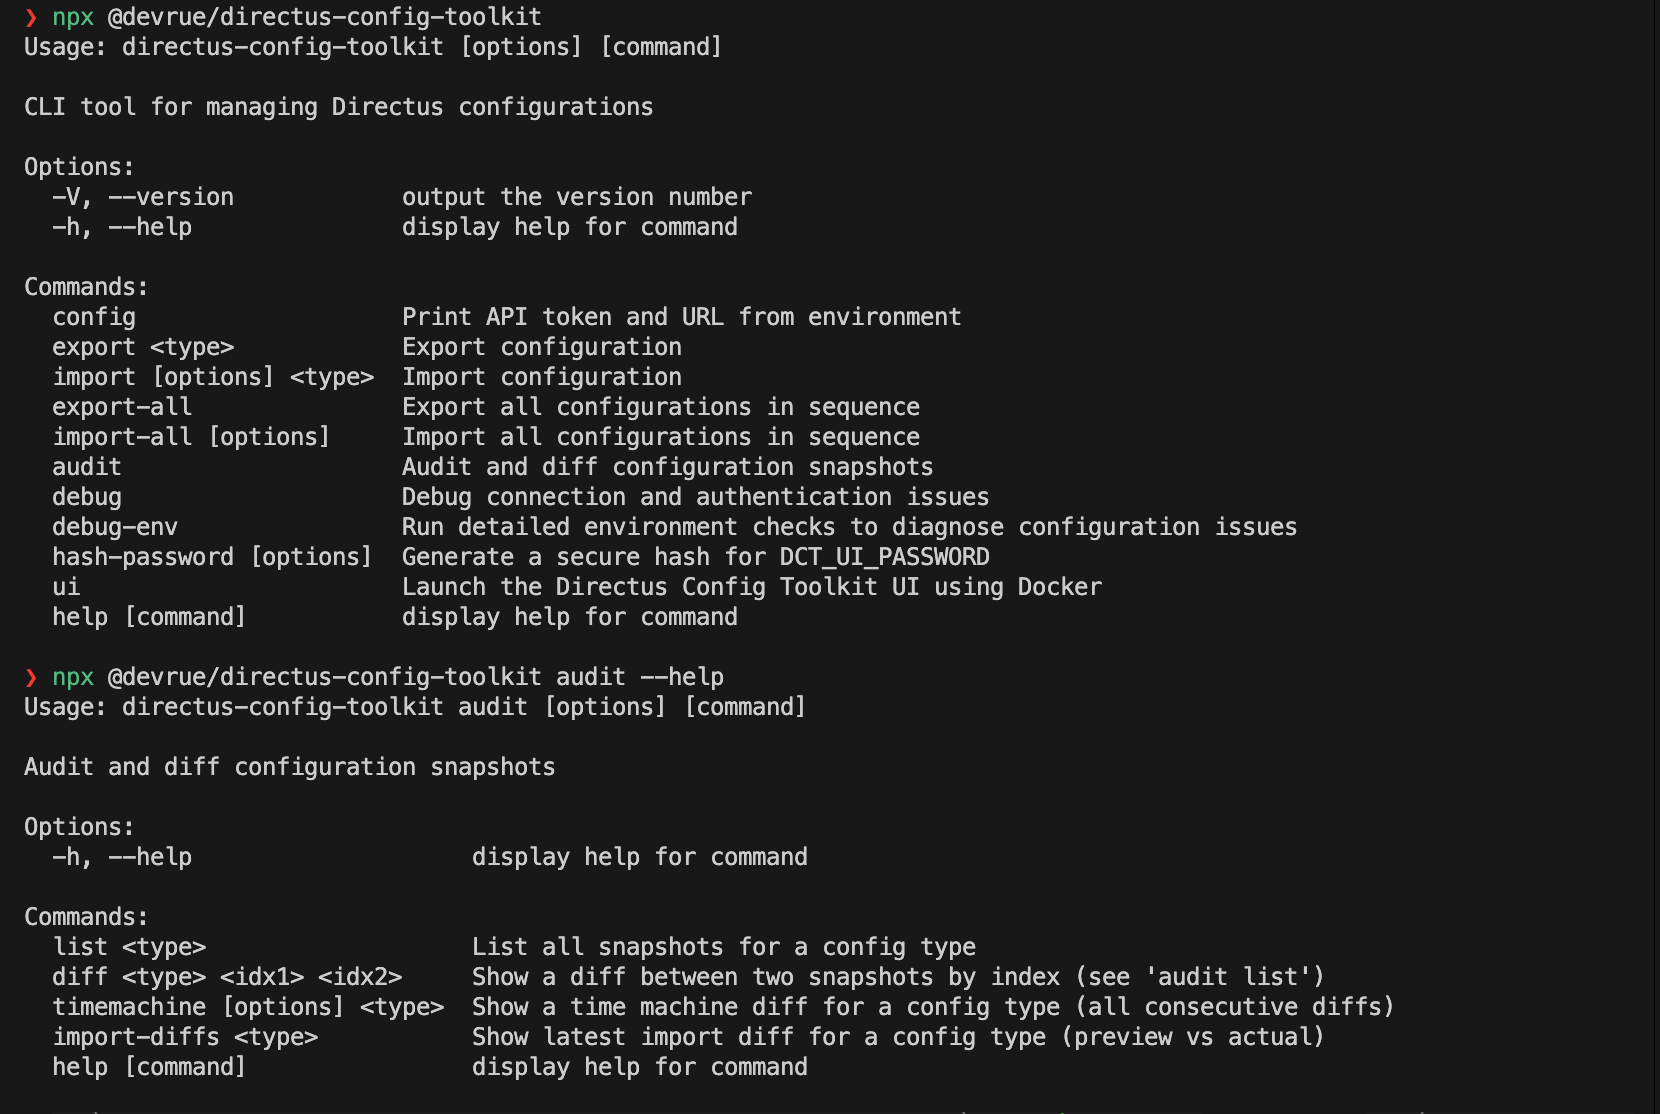 ❯ npx @devrue/directus-config-toolkit
Usage: directus-config-toolkit [options] [command]
CLI tool for managing Directus configurations
Options:
-V, --version output the version number
-h, --help display help for command
Commands:
config Print API token and URL from environment
export <type> Export configuration
import [options] <type> Import configuration
export-all Export all configurations in sequence
import-all [options] Import all configurations in sequence
audit Audit and diff configuration snapshots
debug Debug connection and authentication issues
debug-env Run detailed environment checks to diagnose configuration issues
hash-password [options] Generate a secure hash for DCT_UI_PASSWORD
ui Launch the Directus Config Toolkit UI using Docker
help [command] display help for command
❯ npx @devrue/directus-config-toolkit audit --help
Usage: directus-config-toolkit audit [options] [command]
Audit and diff configuration snapshots
Options:
-h, --help display help for command
Commands:
list <type> List all snapshots for a config type
diff <type> <idx1> <idx2> Show a diff between two snapshots by index (see 'audit list')
timemachine [options] <type> Show a time machine diff for a config type (all consecutive diffs)
import-diffs <type> Show latest import diff for a config type (preview vs actual)
help [command] display help for command